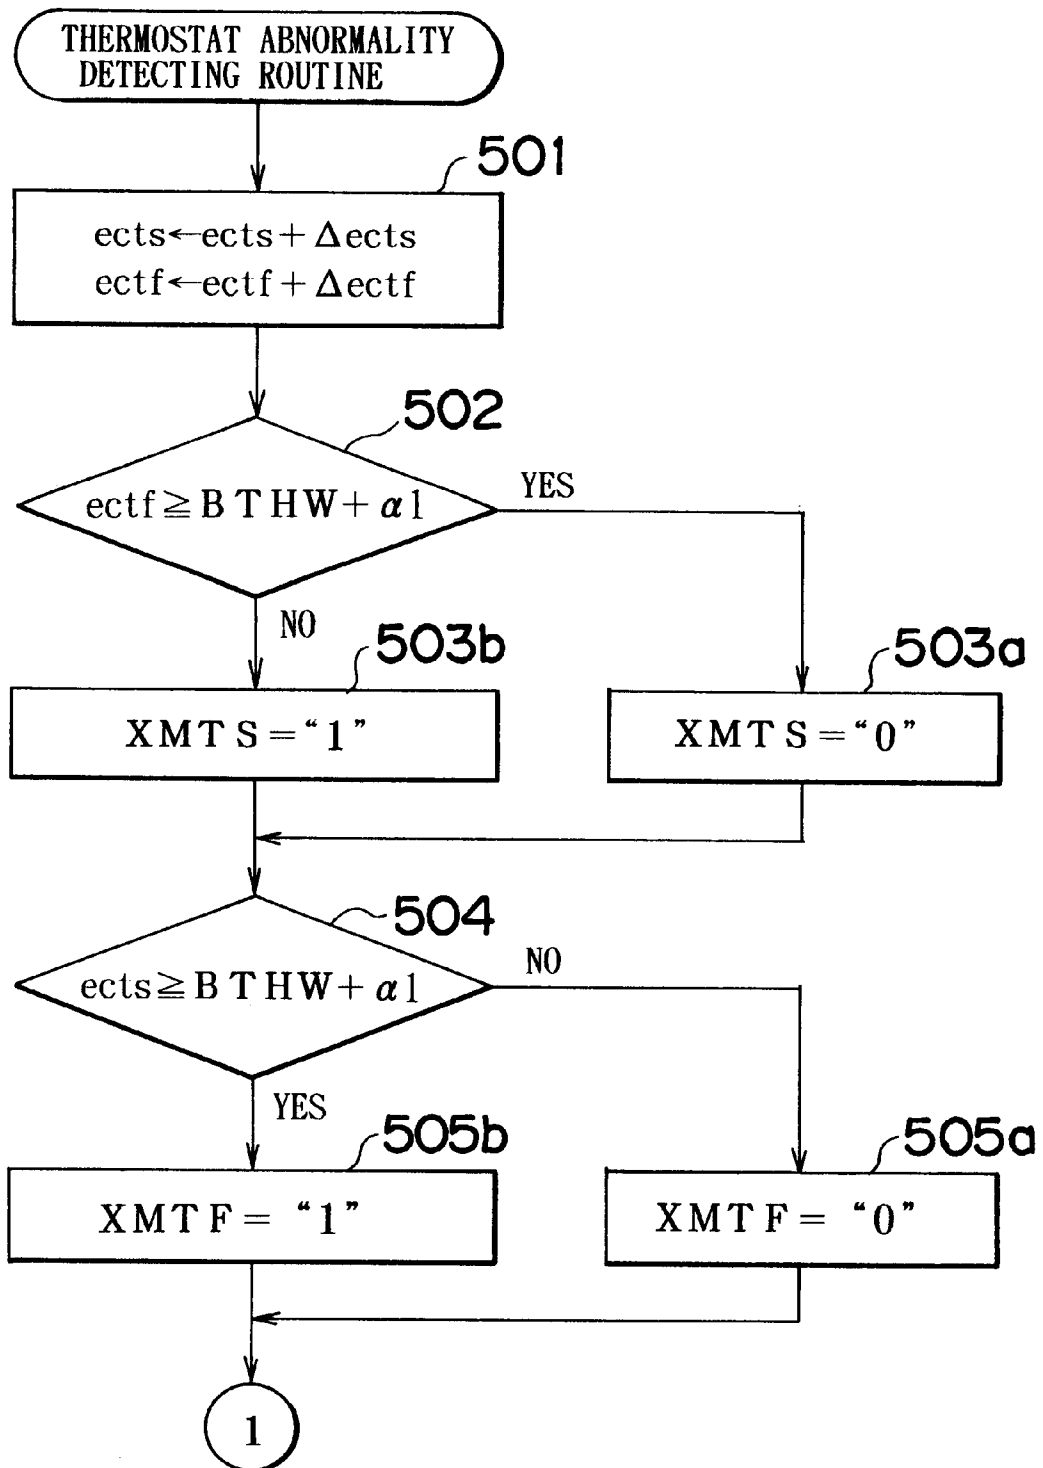 THERMOSTAT ABNORMALITY
DETECTING ROUTINE
501
ects←ects+Δects
ectf←ectf+Δectf
502
ectf≧BTHW+α1
YES
NO
503b
XMTS="1"
503a
XMTS="0"
504
ects≧BTHW+α1
NO
YES
505b
XMTF="1"
505a
XMTF="0"
1